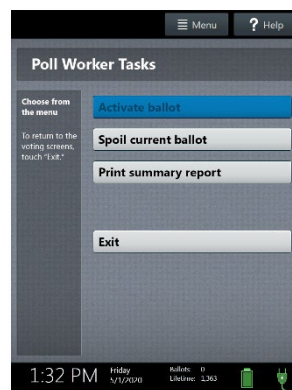 Menu
? Help
Poll Worker Tasks
Choose from
the menu
To return to the
voting screens,
touch "Exit."
Activate ballot
Spoil current ballot
Print summary report
Exit
1:32 PM
Friday
5/1/2020
Ballots: 0
Lifetime: 1,363